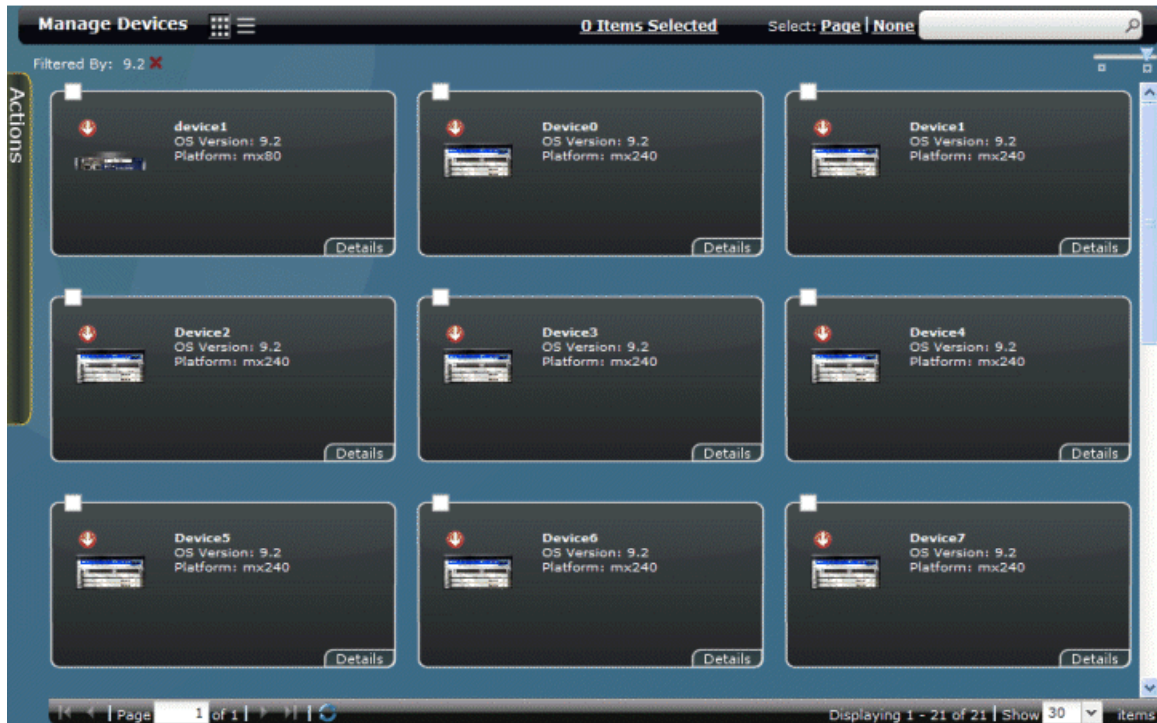 Manage Devices 0 Items Selected Select: Page | None
Filtered By: 9.2
Actions
device1
OS Version: 9.2
Platform: mx80
Details
Device0
OS Version: 9.2
Platform: mx240
Details
Device1
OS Version: 9.2
Platform: mx240
Details
Device2
OS Version: 9.2
Platform: mx240
Details
Device3
OS Version: 9.2
Platform: mx240
Details
Device4
OS Version: 9.2
Platform: mx240
Details
Device5
OS Version: 9.2
Platform: mx240
Details
Device6
OS Version: 9.2
Platform: mx240
Details
Device7
OS Version: 9.2
Platform: mx240
Details
Page 1 of 1 | Displaying 1 - 21 of 21 | Show 30 items